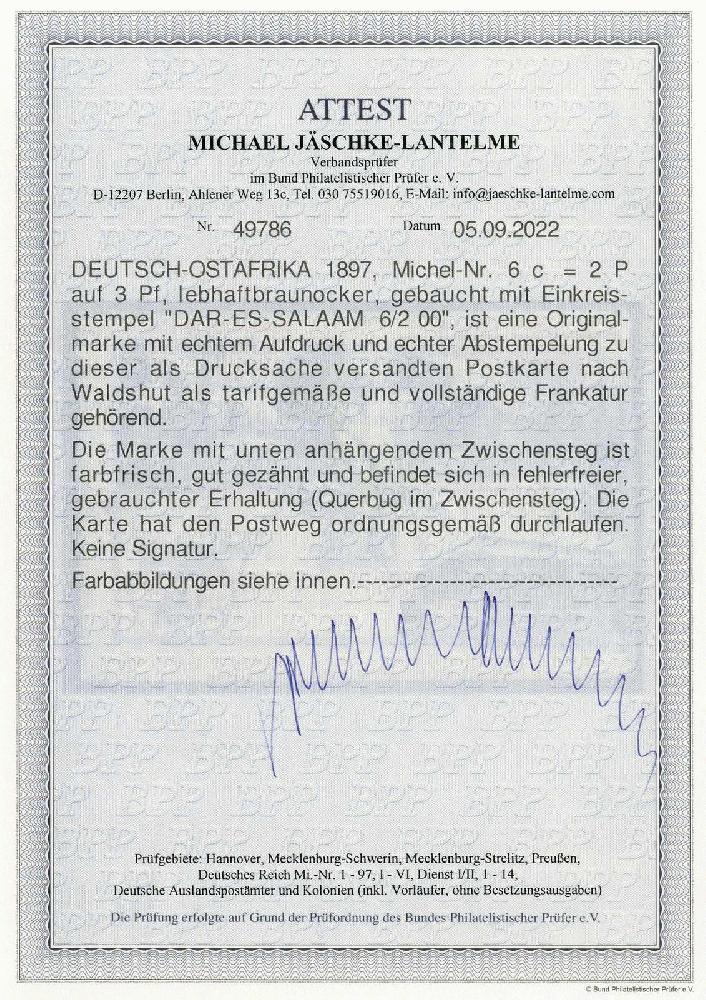 ATTEST
MICHAEL JÄSCHKE-LANTELME
Verbandsprüfer
im Bund Philatelistischer Prüfer e. V.
D-12207 Berlin, Ahlener Weg 13c, Tel. 030 75519016, E-Mail: info@jaeschke-lantelme.com
Nr. 49786 Datum 05.09.2022
DEUTSCH-OSTAFRIKA 1897, Michel-Nr. 6 c = 2 P
auf 3 Pf, lebhaftbraunocker, gebaucht mit Einkreis-
stempel "DAR-ES-SALAAM 6/2 00", ist eine Original-
marke mit echtem Aufdruck und echter Abstempelung zu
dieser als Drucksache versandten Postkarte nach
Waldshut als tarifgemäße und vollständige Frankatur
gehörend.
Die Marke mit unten anhängendem Zwischensteg ist
farbfrisch, gut gezähnt und befindet sich in fehlerfreier,
gebrauchter Erhaltung (Querbug im Zwischensteg). Die
Karte hat den Postweg ordnungsgemäß durchlaufen.
Keine Signatur.
Farbabbildungen siehe innen.-----------------------------------
Prüfgebiete: Hannover, Mecklenburg-Schwerin, Mecklenburg-Strelitz, Preußen,
Deutsches Reich Mi.-Nr. 1 - 97, I - VI, Dienst I/II, 1 - 14,
Deutsche Auslandspostämter und Kolonien (inkl. Vorläufer, ohne Besetzungsausgaben)
Die Prüfung erfolgte auf Grund der Prüfordnung des Bundes Philatelistischer Prüfer e.V.
© Bund Philatelistischer Prüfer e.V.